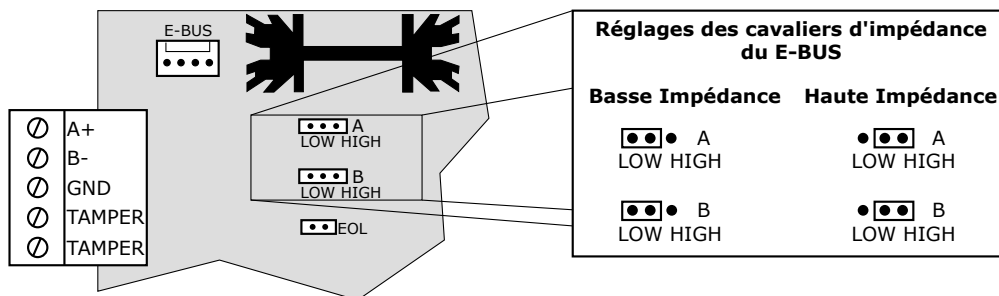 E-BUS
A+
B-
GND
TAMPER
TAMPER
A
LOW HIGH
B
LOW HIGH
EOL
Réglages des cavaliers d'impédance
du E-BUS
Basse Impédance Haute Impédance
A A
LOW HIGH LOW HIGH
B B
LOW HIGH LOW HIGH